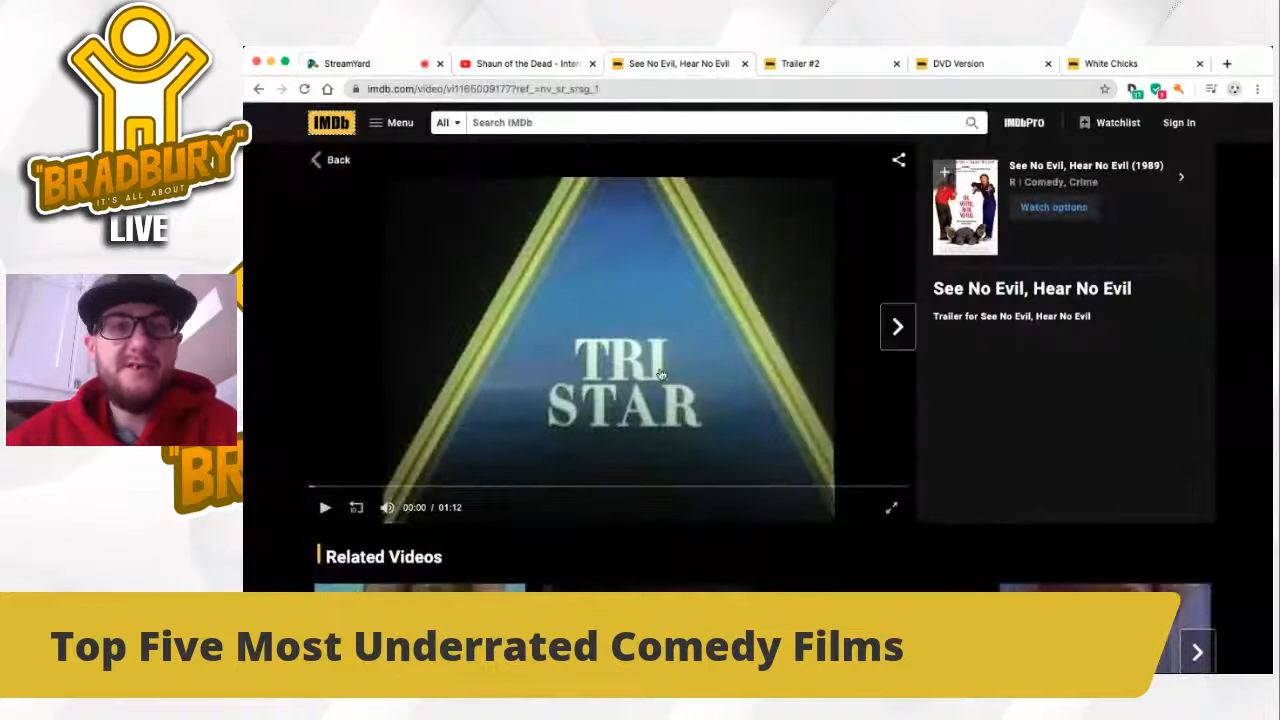 "BRADBURY"
IT'S ALL ABOUT
LIVE
StreamYard
Shaun of the Dead - Inter
See No Evil, Hear No Evil
Trailer #2
DVD Version
White Chicks
imdb.com/video/vi1165009177?ref_=nv_sr_srsg_1
IMDb
Menu
All
Search IMDb
IMDbPro
Watchlist
Sign In
Back
See No Evil, Hear No Evil (1989)
R | Comedy, Crime
Watch options
TRI
STAR
See No Evil, Hear No Evil
Trailer for See No Evil, Hear No Evil
00:00 / 01:12
Related Videos
"BR
Top Five Most Underrated Comedy Films